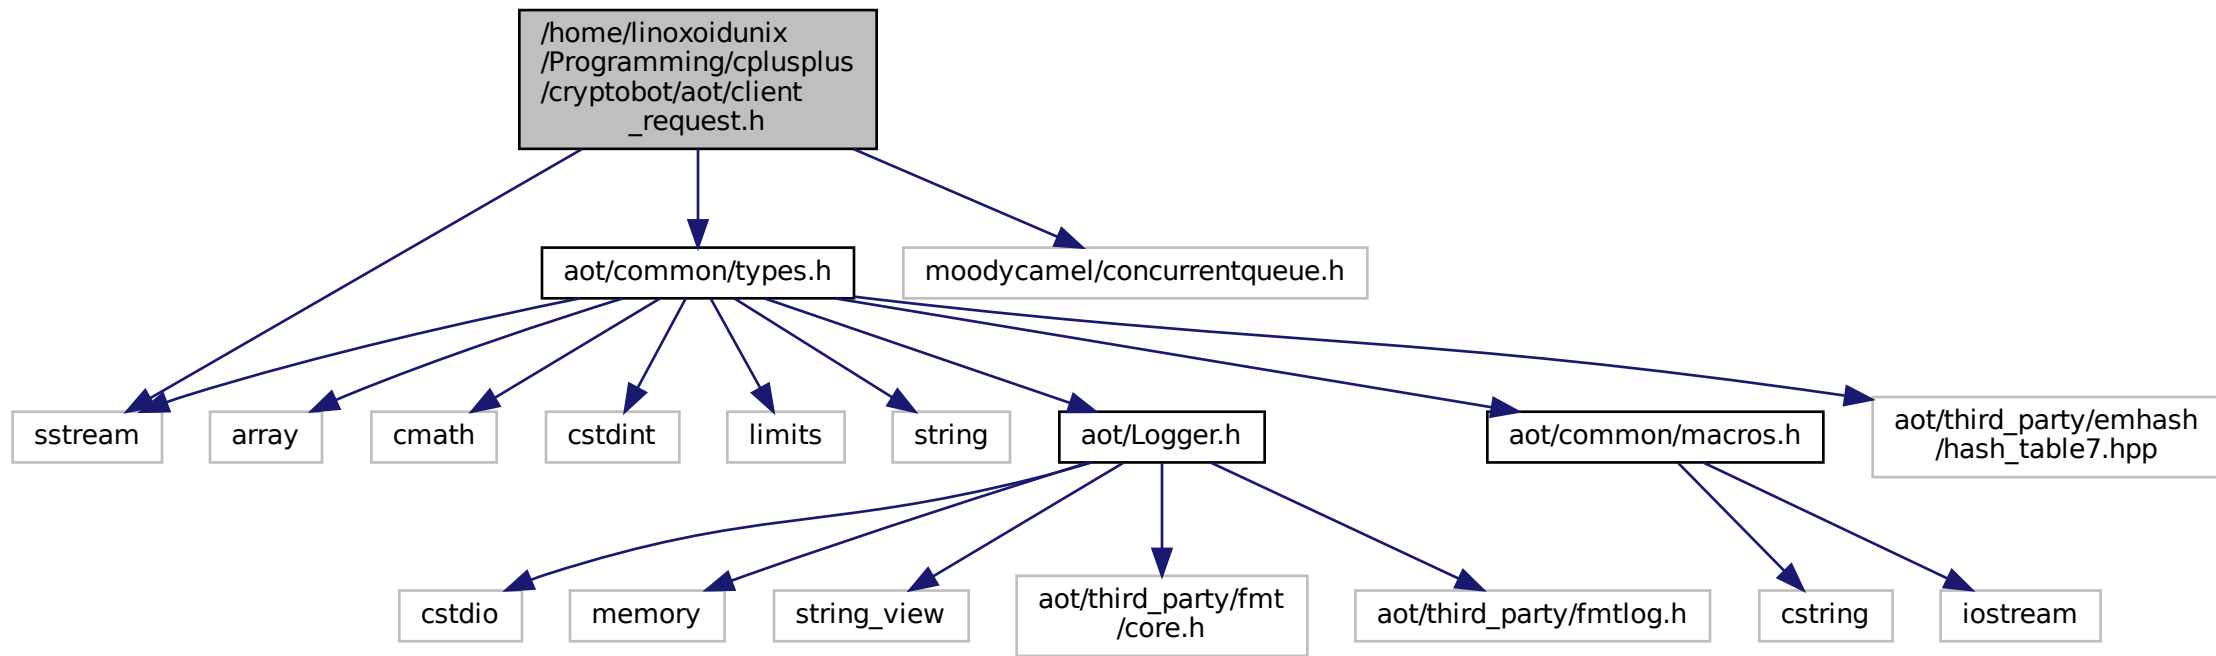 /home/linoxoidunix
/Programming/cplusplus
/cryptobot/aot/client
_request.h
aot/common/types.h
moodycamel/concurrentqueue.h
sstream
array
cmath
cstdint
limits
string
aot/Logger.h
aot/common/macros.h
aot/third_party/emhash
/hash_table7.hpp
cstdio
memory
string_view
aot/third_party/fmt
/core.h
aot/third_party/fmtlog.h
cstring
iostream